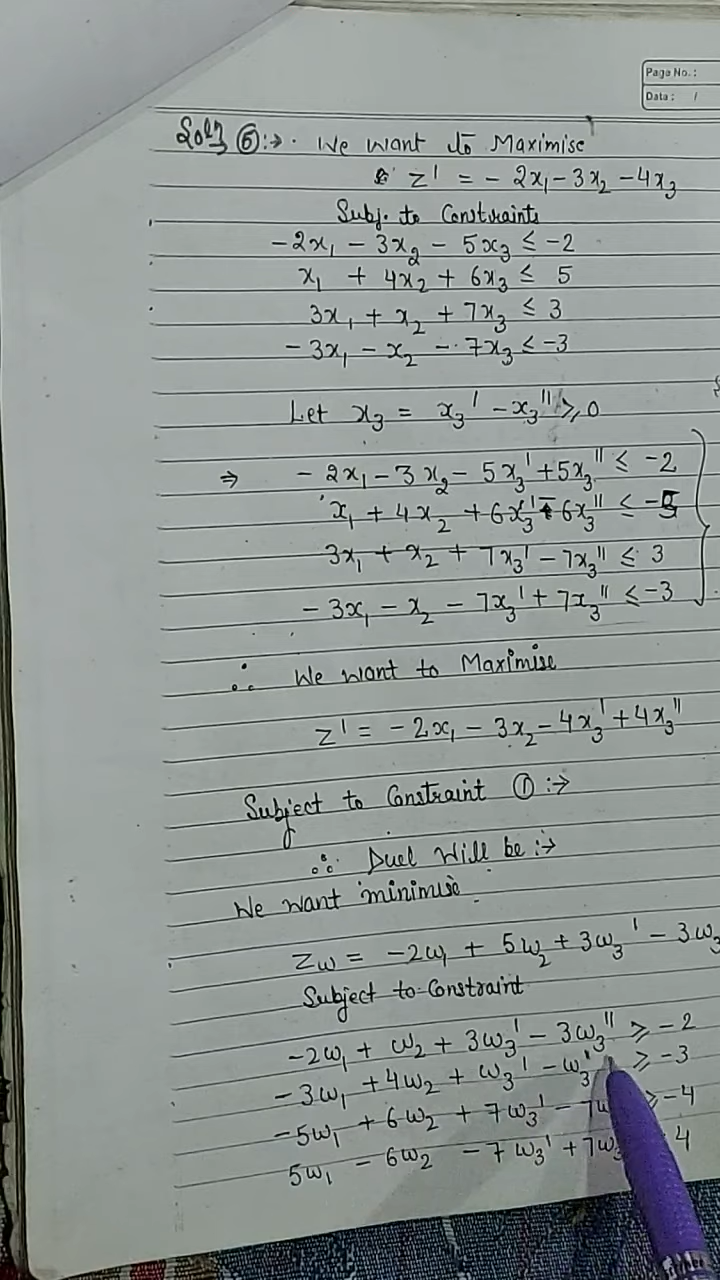 Page No. :
Data : /
Soln ⑥ :→ We Want to Maximise
z' = - 2x₁ - 3x₂ - 4x₃
Subj. to Constraints
-2x₁ - 3x₂ - 5x₃ ≤ -2
x₁ + 4x₂ + 6x₃ ≤ 5
3x₁ + x₂ + 7x₃ ≤ 3
- 3x₁ - x₂ - 7x₃ ≤ -3
Let x₃ = x₃' - x₃'' ≥ 0
⇒ - 2x₁ - 3x₂ - 5x₃' + 5x₃'' ≤ -2
x₁ + 4x₂ + 6x₃' - 6x₃'' ≤
3x₁ + x₂ + 7x₃' - 7x₃'' ≤ 3
- 3x₁ - x₂ - 7x₃' + 7x₃'' ≤ -3
∴ We Want to Maximise
z' = - 2x₁ - 3x₂ - 4x₃' + 4x₃''
Subject to Constraint ① :→
∴ Duel Will be :→
We Want minimise
Zw = -2w₁ + 5w₂ + 3w₃' - 3w₃
Subject to Constraint
-2w₁ + w₂ + 3w₃' - 3w₃'' ≥ -2
-3w₁ + 4w₂ + w₃' - w₃' ≥ -3
-5w₁ + 6w₂ + 7w₃' - 7w ≥ -4
5w₁ - 6w₂ - 7w₃' + 7w₃ 4